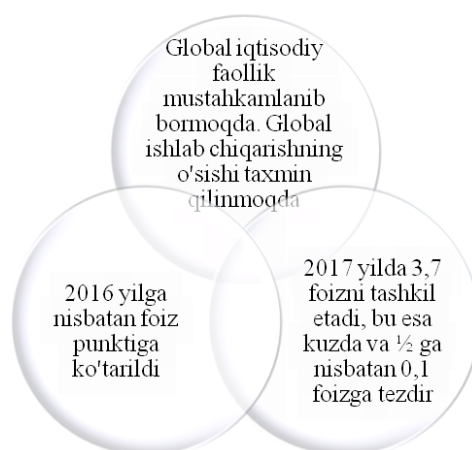 Global iqtisodiy
faollik
mustahkamlanib
bormoqda. Global
ishlab chiqarishning
o'sishi taxmin
qilinmoqda
2016 yilga
nisbatan foiz
punktiga
ko'tarildi
2017 yilda 3,7
foizni tashkil
etadi, bu esa
kuzda va ½ ga
nisbatan 0,1
foizga tezdir